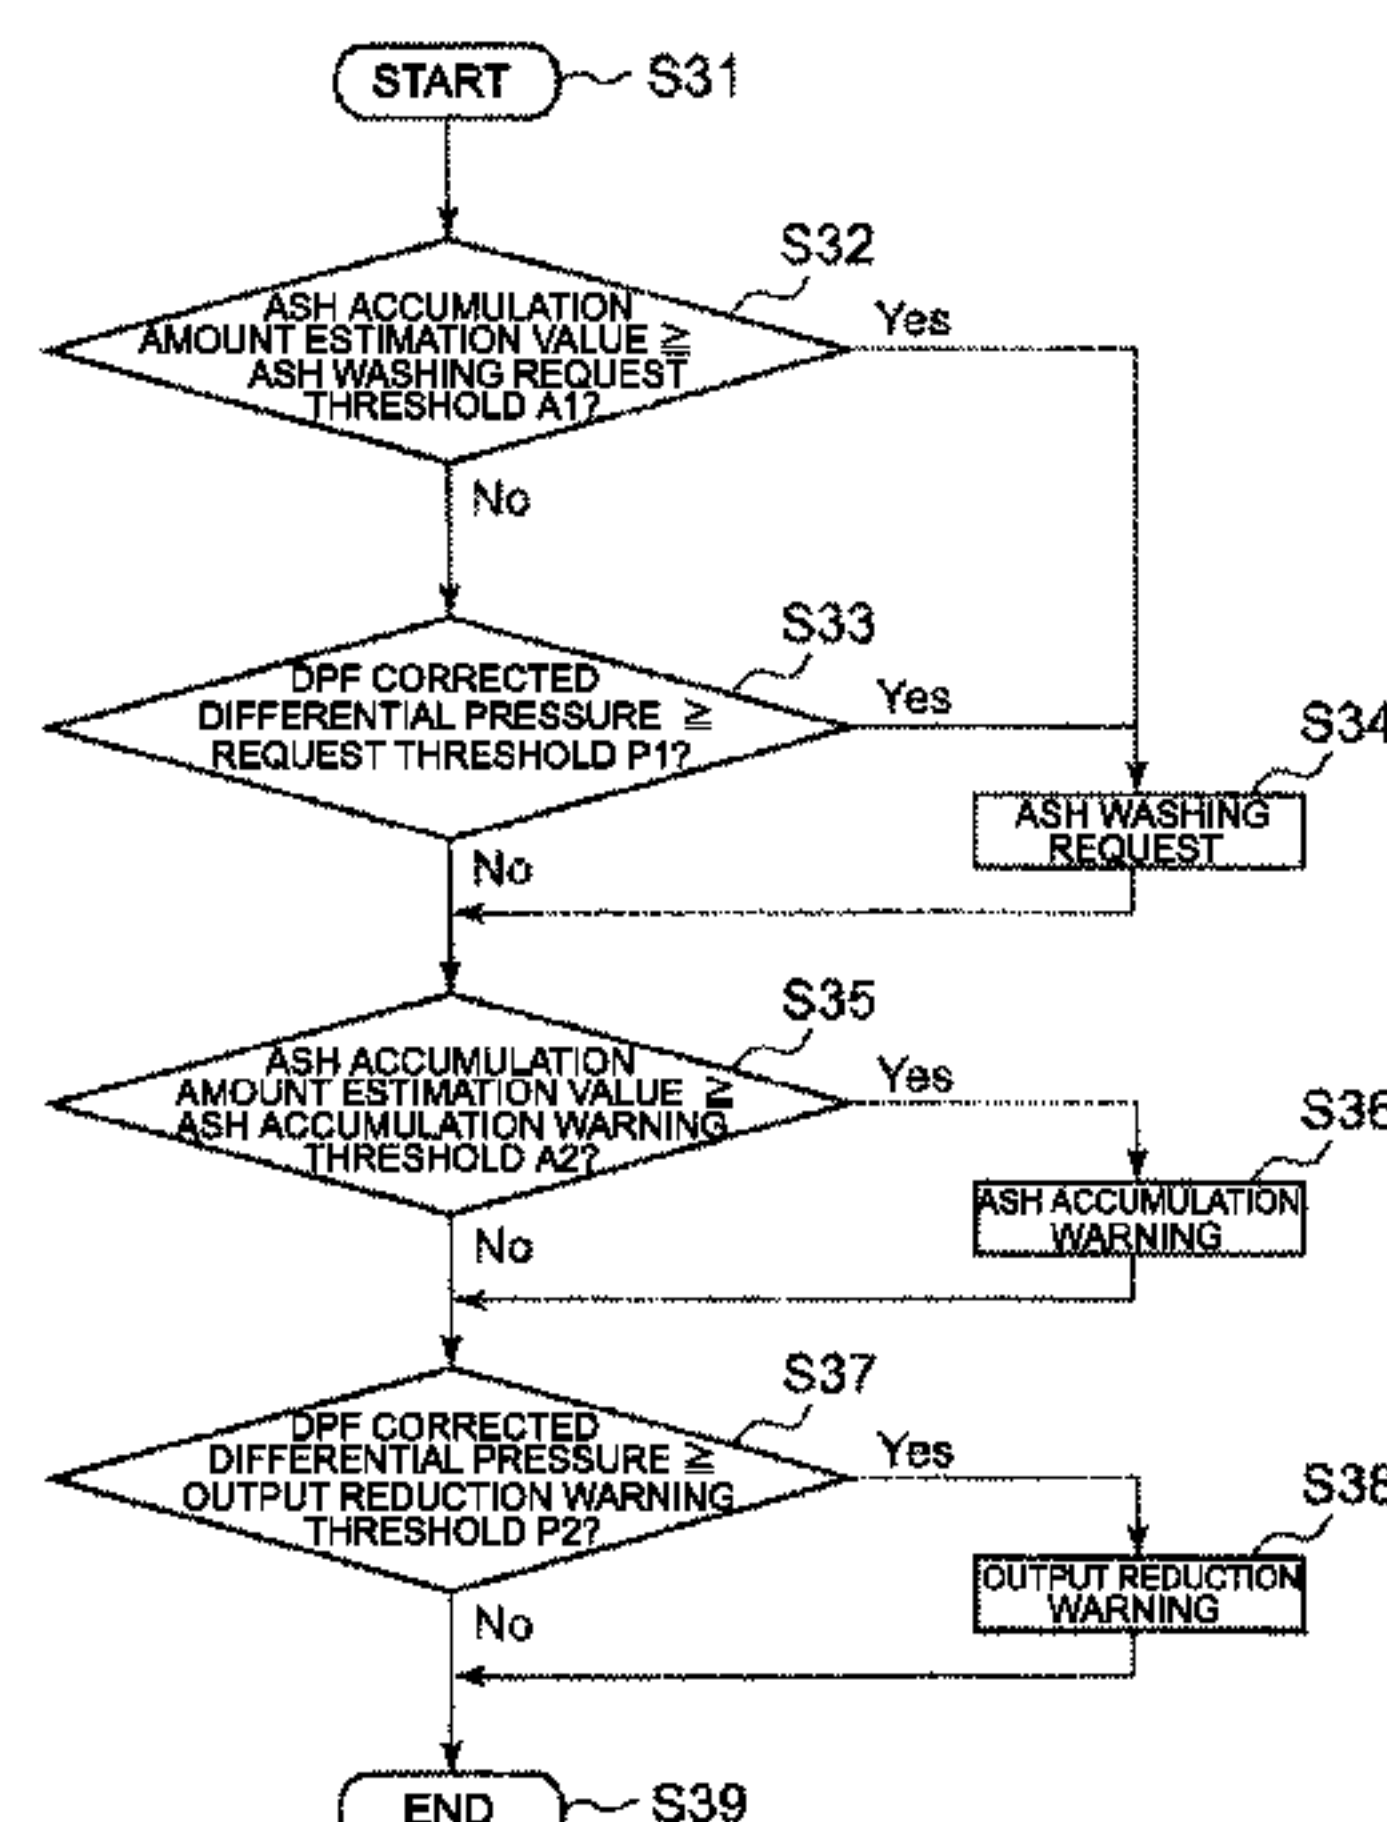 START
S31
S32
ASH ACCUMULATION
AMOUNT ESTIMATION VALUE ≧
ASH WASHING REQUEST
THRESHOLD A1?
Yes
No
S33
DPF CORRECTED
DIFFERENTIAL PRESSURE ≧
REQUEST THRESHOLD P1?
Yes
No
S34
ASH WASHING
REQUEST
S35
ASH ACCUMULATION
AMOUNT ESTIMATION VALUE ≧
ASH ACCUMULATION WARNING
THRESHOLD A2?
Yes
No
S36
ASH ACCUMULATION
WARNING
S37
DPF CORRECTED
DIFFERENTIAL PRESSURE ≧
OUTPUT REDUCTION WARNING
THRESHOLD P2?
Yes
No
S38
OUTPUT REDUCTION
WARNING
END
S39